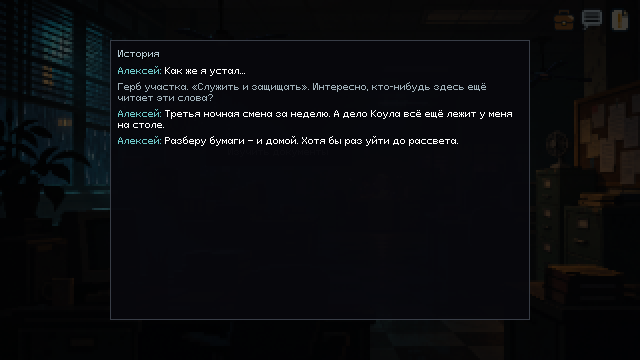 История
Алексей: Как же я устал...
Герб участка. «Служить и защищать». Интересно, кто-нибудь здесь ещё
читает эти слова?
Алексей: Третья ночная смена за неделю. А дело Коула всё ещё лежит у меня
на столе.
Алексей: Разберу бумаги – и домой. Хотя бы раз уйти до рассвета.